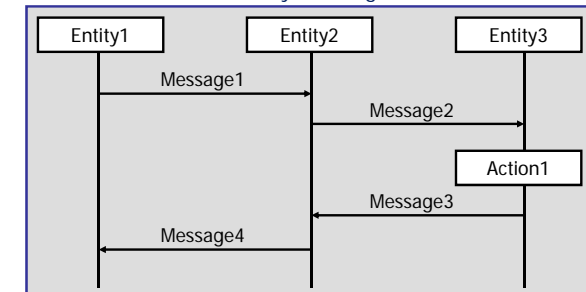 Entity1 Entity2 Entity3
Message1
Message2
Action1
Message3
Message4